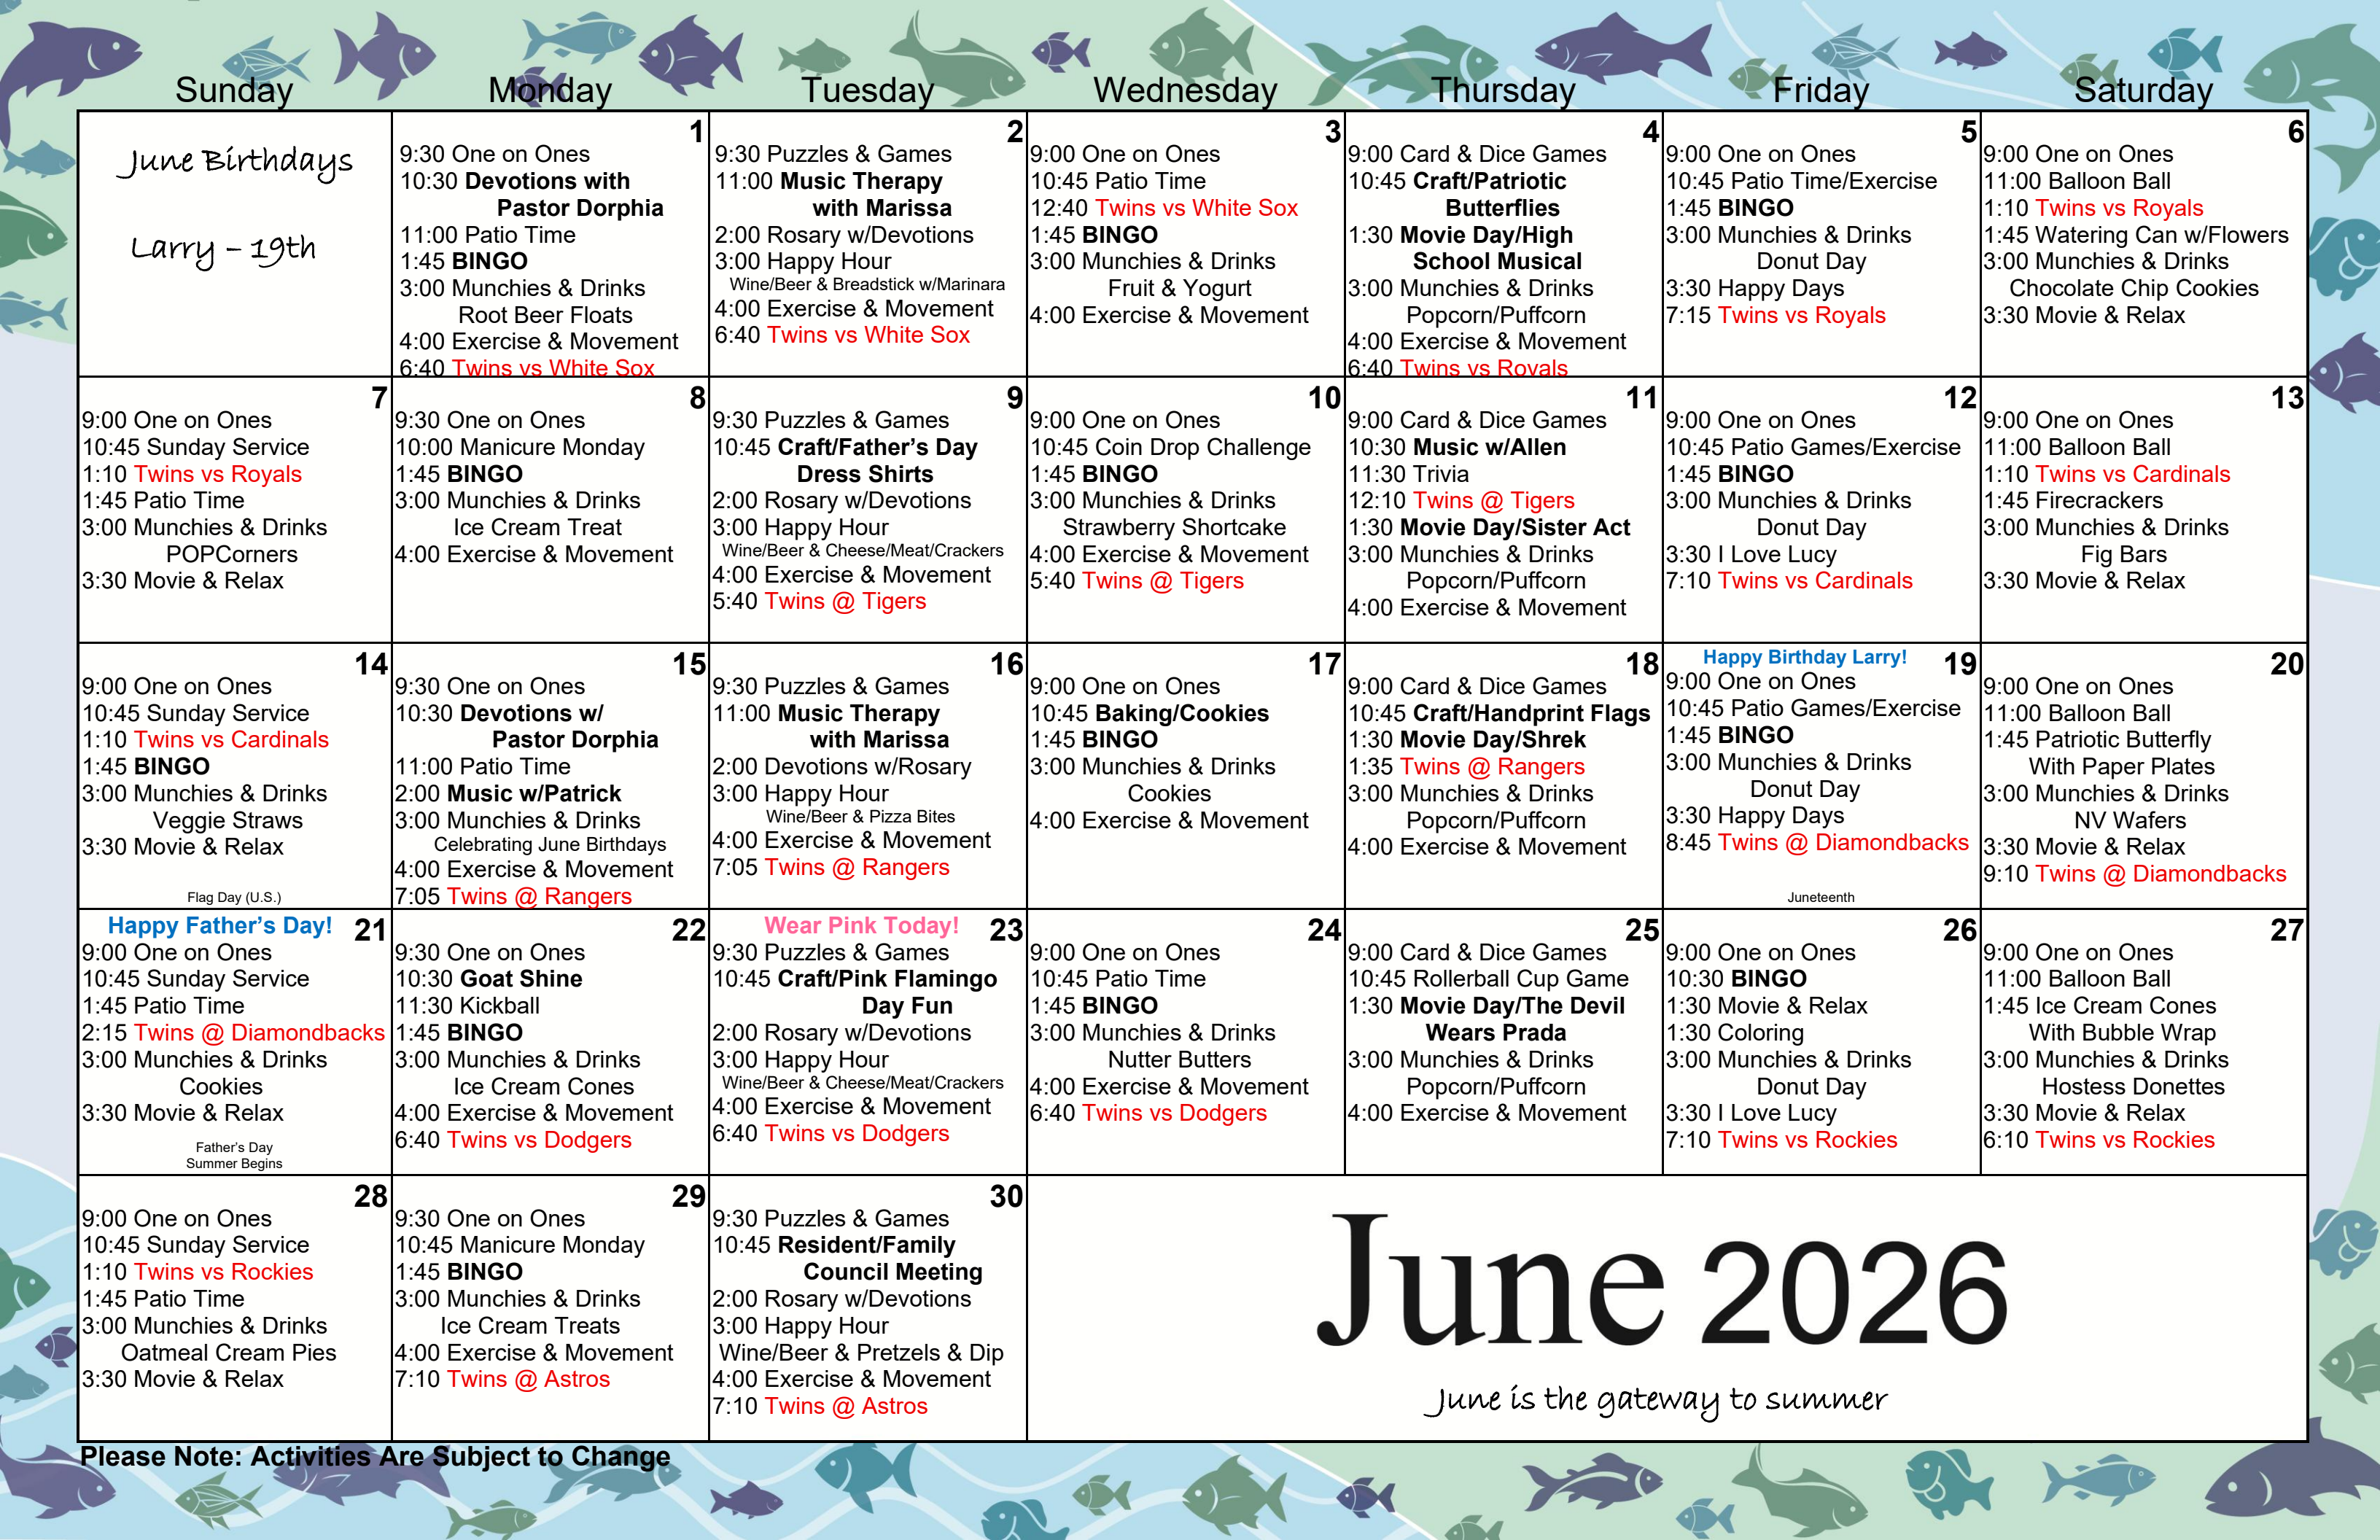 Sunday Monday Tuesday Wednesday Thursday Friday Saturday
June Birthdays
Larry – 19th
1
9:30 One on Ones
10:30 Devotions with
Pastor Dorphia
11:00 Patio Time
1:45 BINGO
3:00 Munchies & Drinks
Root Beer Floats
4:00 Exercise & Movement
6:40 Twins vs White Sox
2
9:30 Puzzles & Games
11:00 Music Therapy
with Marissa
2:00 Rosary w/Devotions
3:00 Happy Hour
Wine/Beer & Breadstick w/Marinara
4:00 Exercise & Movement
6:40 Twins vs White Sox
3
9:00 One on Ones
10:45 Patio Time
12:40 Twins vs White Sox
1:45 BINGO
3:00 Munchies & Drinks
Fruit & Yogurt
4:00 Exercise & Movement
4
9:00 Card & Dice Games
10:45 Craft/Patriotic
Butterflies
1:30 Movie Day/High
School Musical
3:00 Munchies & Drinks
Popcorn/Puffcorn
4:00 Exercise & Movement
6:40 Twins vs Royals
5
9:00 One on Ones
10:45 Patio Time/Exercise
1:45 BINGO
3:00 Munchies & Drinks
Donut Day
3:30 Happy Days
7:15 Twins vs Royals
6
9:00 One on Ones
11:00 Balloon Ball
1:10 Twins vs Royals
1:45 Watering Can w/Flowers
3:00 Munchies & Drinks
Chocolate Chip Cookies
3:30 Movie & Relax
7
9:00 One on Ones
10:45 Sunday Service
1:10 Twins vs Royals
1:45 Patio Time
3:00 Munchies & Drinks
POPCorners
3:30 Movie & Relax
8
9:30 One on Ones
10:00 Manicure Monday
1:45 BINGO
3:00 Munchies & Drinks
Ice Cream Treat
4:00 Exercise & Movement
9
9:30 Puzzles & Games
10:45 Craft/Father's Day
Dress Shirts
2:00 Rosary w/Devotions
3:00 Happy Hour
Wine/Beer & Cheese/Meat/Crackers
4:00 Exercise & Movement
5:40 Twins @ Tigers
10
9:00 One on Ones
10:45 Coin Drop Challenge
1:45 BINGO
3:00 Munchies & Drinks
Strawberry Shortcake
4:00 Exercise & Movement
5:40 Twins @ Tigers
11
9:00 Card & Dice Games
10:30 Music w/Allen
11:30 Trivia
12:10 Twins @ Tigers
1:30 Movie Day/Sister Act
3:00 Munchies & Drinks
Popcorn/Puffcorn
4:00 Exercise & Movement
12
9:00 One on Ones
10:45 Patio Games/Exercise
1:45 BINGO
3:00 Munchies & Drinks
Donut Day
3:30 I Love Lucy
7:10 Twins vs Cardinals
13
9:00 One on Ones
11:00 Balloon Ball
1:10 Twins vs Cardinals
1:45 Firecrackers
3:00 Munchies & Drinks
Fig Bars
3:30 Movie & Relax
14
9:00 One on Ones
10:45 Sunday Service
1:10 Twins vs Cardinals
1:45 BINGO
3:00 Munchies & Drinks
Veggie Straws
3:30 Movie & Relax
Flag Day (U.S.)
15
9:30 One on Ones
10:30 Devotions w/
Pastor Dorphia
11:00 Patio Time
2:00 Music w/Patrick
3:00 Munchies & Drinks
Celebrating June Birthdays
4:00 Exercise & Movement
7:05 Twins @ Rangers
16
9:30 Puzzles & Games
11:00 Music Therapy
with Marissa
2:00 Devotions w/Rosary
3:00 Happy Hour
Wine/Beer & Pizza Bites
4:00 Exercise & Movement
7:05 Twins @ Rangers
17
9:00 One on Ones
10:45 Baking/Cookies
1:45 BINGO
3:00 Munchies & Drinks
Cookies
4:00 Exercise & Movement
18
9:00 Card & Dice Games
10:45 Craft/Handprint Flags
1:30 Movie Day/Shrek
1:35 Twins @ Rangers
3:00 Munchies & Drinks
Popcorn/Puffcorn
4:00 Exercise & Movement
Happy Birthday Larry! 19
9:00 One on Ones
10:45 Patio Games/Exercise
1:45 BINGO
3:00 Munchies & Drinks
Donut Day
3:30 Happy Days
8:45 Twins @ Diamondbacks
Juneteenth
20
9:00 One on Ones
11:00 Balloon Ball
1:45 Patriotic Butterfly
With Paper Plates
3:00 Munchies & Drinks
NV Wafers
3:30 Movie & Relax
9:10 Twins @ Diamondbacks
Happy Father's Day! 21
9:00 One on Ones
10:45 Sunday Service
1:45 Patio Time
2:15 Twins @ Diamondbacks
3:00 Munchies & Drinks
Cookies
3:30 Movie & Relax
Father's Day
Summer Begins
22
9:30 One on Ones
10:30 Goat Shine
11:30 Kickball
1:45 BINGO
3:00 Munchies & Drinks
Ice Cream Cones
4:00 Exercise & Movement
6:40 Twins vs Dodgers
Wear Pink Today! 23
9:30 Puzzles & Games
10:45 Craft/Pink Flamingo
Day Fun
2:00 Rosary w/Devotions
3:00 Happy Hour
Wine/Beer & Cheese/Meat/Crackers
4:00 Exercise & Movement
6:40 Twins vs Dodgers
24
9:00 One on Ones
10:45 Patio Time
1:45 BINGO
3:00 Munchies & Drinks
Nutter Butters
4:00 Exercise & Movement
6:40 Twins vs Dodgers
25
9:00 Card & Dice Games
10:45 Rollerball Cup Game
1:30 Movie Day/The Devil
Wears Prada
3:00 Munchies & Drinks
Popcorn/Puffcorn
4:00 Exercise & Movement
26
9:00 One on Ones
10:30 BINGO
1:30 Movie & Relax
1:30 Coloring
3:00 Munchies & Drinks
Donut Day
3:30 I Love Lucy
7:10 Twins vs Rockies
27
9:00 One on Ones
11:00 Balloon Ball
1:45 Ice Cream Cones
With Bubble Wrap
3:00 Munchies & Drinks
Hostess Donettes
3:30 Movie & Relax
6:10 Twins vs Rockies
28
9:00 One on Ones
10:45 Sunday Service
1:10 Twins vs Rockies
1:45 Patio Time
3:00 Munchies & Drinks
Oatmeal Cream Pies
3:30 Movie & Relax
29
9:30 One on Ones
10:45 Manicure Monday
1:45 BINGO
3:00 Munchies & Drinks
Ice Cream Treats
4:00 Exercise & Movement
7:10 Twins @ Astros
30
9:30 Puzzles & Games
10:45 Resident/Family
Council Meeting
2:00 Rosary w/Devotions
3:00 Happy Hour
Wine/Beer & Pretzels & Dip
4:00 Exercise & Movement
7:10 Twins @ Astros
June 2026
June is the gateway to summer
Please Note: Activities Are Subject to Change